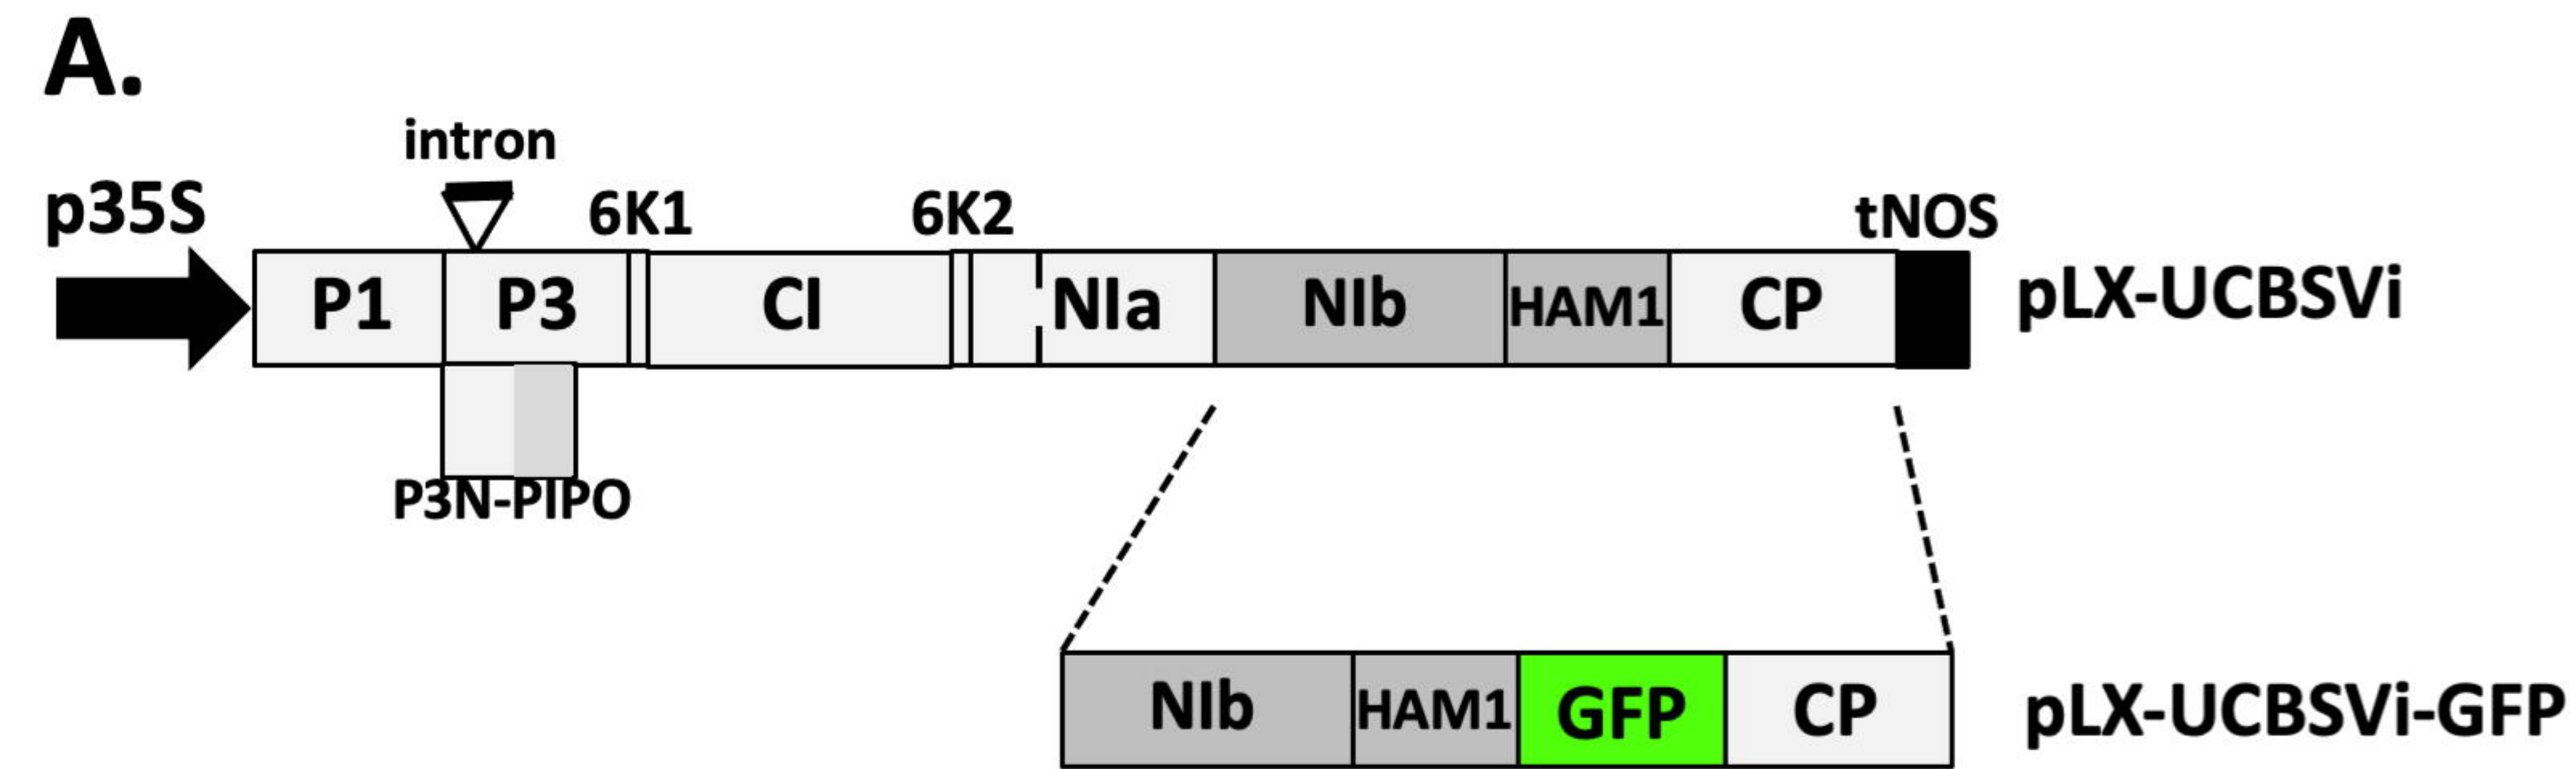 A.
intron
p35S
6K1
6K2
tNOS
P1
P3
CI
NIa
NIb
HAM1
CP
pLX-UCBSVi
P3N-PIPO
NIb
HAM1
GFP
CP
pLX-UCBSVi-GFP